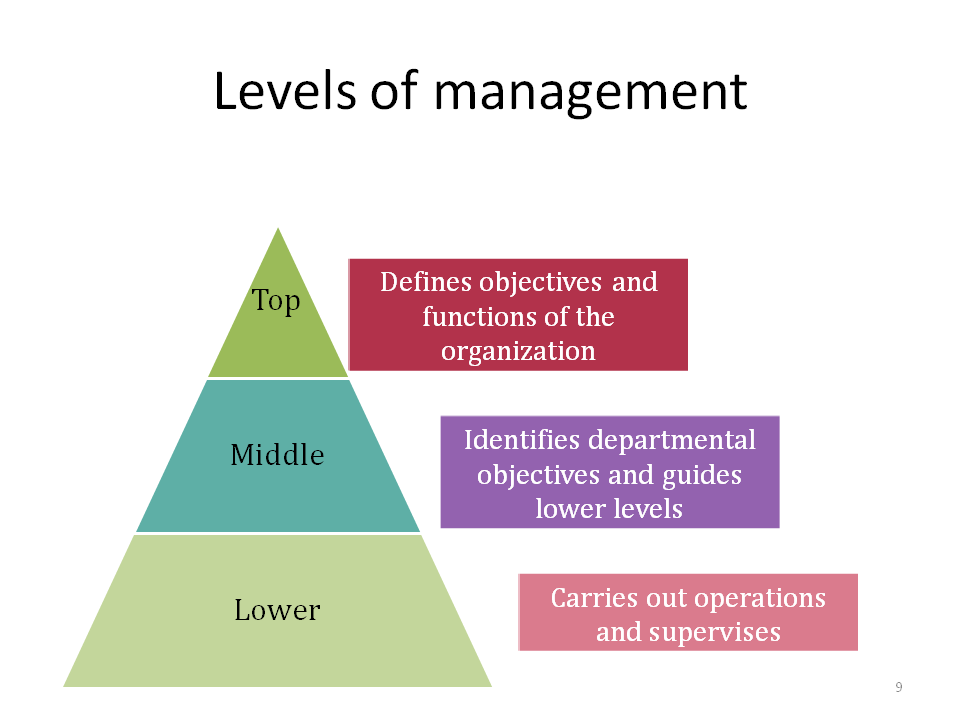 Levels of management
Top
Defines objectives and
functions of the
organization
Middle
Identifies departmental
objectives and guides
lower levels
Lower
Carries out operations
and supervises
9